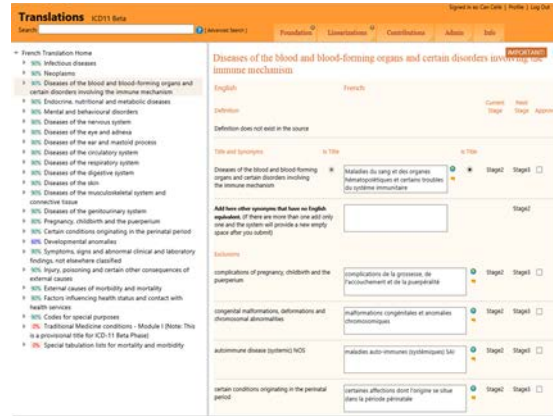 Signed in as Can Celik | Profile | Log Out
Translations ICD11 Beta
Search [Advanced Search]
Foundation Linearizations Contributions Admin Info
French Translation Home
90% Infectious diseases
90% Neoplasms
90% Diseases of the blood and blood-forming organs and
certain disorders involving the immune mechanism
90% Endocrine, nutritional and metabolic diseases
90% Mental and behavioural disorders
90% Diseases of the nervous system
90% Diseases of the eye and adnexa
90% Diseases of the ear and mastoid process
90% Diseases of the circulatory system
90% Diseases of the respiratory system
90% Diseases of the digestive system
90% Diseases of the skin
90% Diseases of the musculoskeletal system and
connective tissue
90% Diseases of the genitourinary system
90% Pregnancy, childbirth and the puerperium
90% Certain conditions originating in the perinatal period
60% Developmental anomalies
90% Symptoms, signs and abnormal clinical and laboratory
findings, not elsewhere classified
90% Injury, poisoning and certain other consequences of
external causes
90% External causes of morbidity and mortality
90% Factors influencing health status and contact with
health services
90% Codes for special purposes
0% Traditional Medicine conditions - Module I (Note: This
is a provisional title for ICD-11 Beta Phase)
0% Special tabulation lists for mortality and morbidity
IMPORTANT!
Diseases of the blood and blood-forming organs and certain disorders involving the
immune mechanism
English French
Current Stage Next Stage
Definition
Definition does not exist in the source
Title and Synonyms Is Title Is Title
Diseases of the blood and blood-forming
organs and certain disorders involving
the immune mechanism
Maladies du sang et des organes
hématopoïétiques et certains troubles
du système immunitaire
Stage2 Stage3
Add here other synonyms that have no English
equivalent. (if there are more than one add only
one and the system will provide a new empty
space after you submit)
Stage2
Exclusions
complications of pregnancy, childbirth and the
puerperium
complications de la grossesse, de
l'accouchement et de la puerpéralité
Stage2 Stage3
congenital malformations, deformations and
chromosomal abnormalities
malformations congénitales et anomalies
chromosomiques
Stage2 Stage3
autoimmune disease (systemic) NOS
maladies auto-immunes (systémiques) SAI
Stage2 Stage3
certain conditions originating in the perinatal
period
certaines affections dont l'origine se situe
dans la période périnatale
Stage2 Stage3